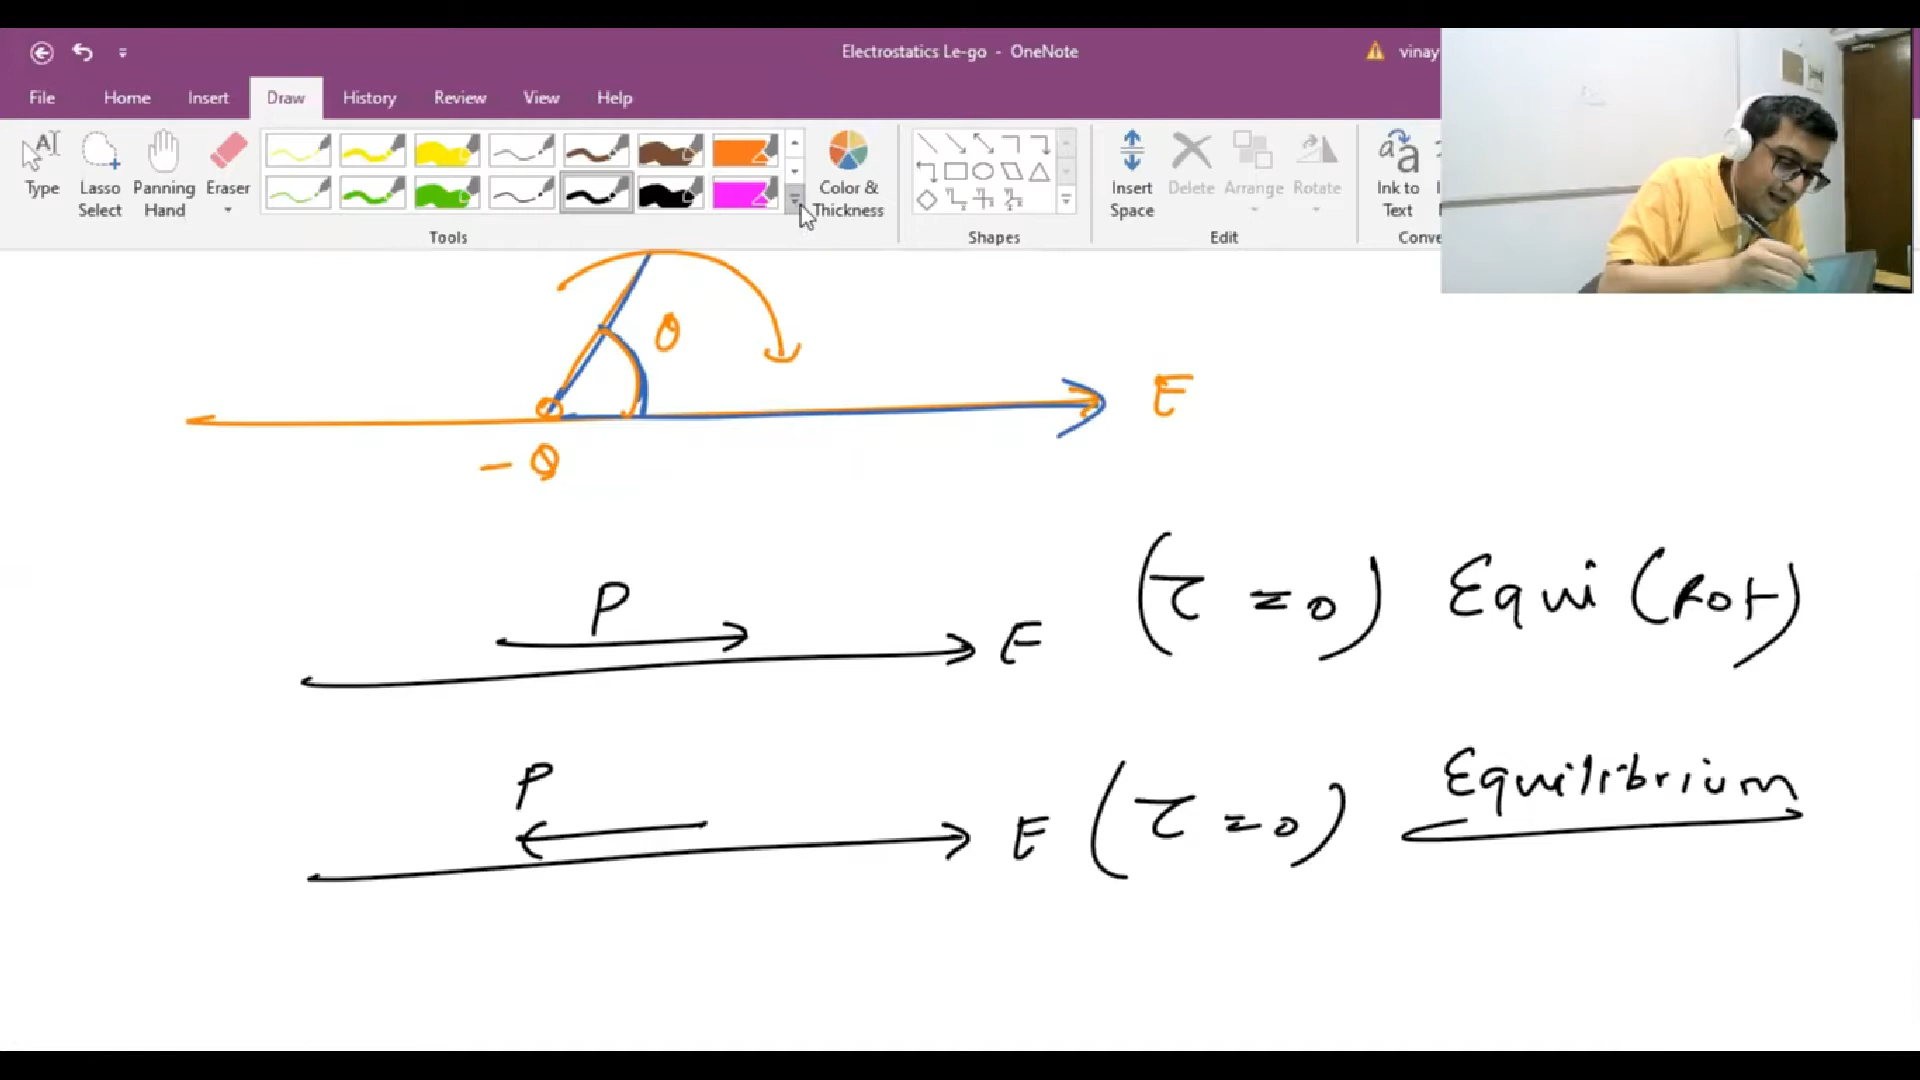 Electrostatics Le-go - OneNote
vinay
File Home Insert Draw History Review View Help
Type
Lasso Select
Panning Hand
Eraser
Color & Thickness
Insert Space
Delete
Arrange
Rotate
Ink to Text
Tools
Shapes
Edit
Conve
θ
E
- Q
P
E (τ = 0) Equi (Rot)
P
E (τ = 0) Equilibrium